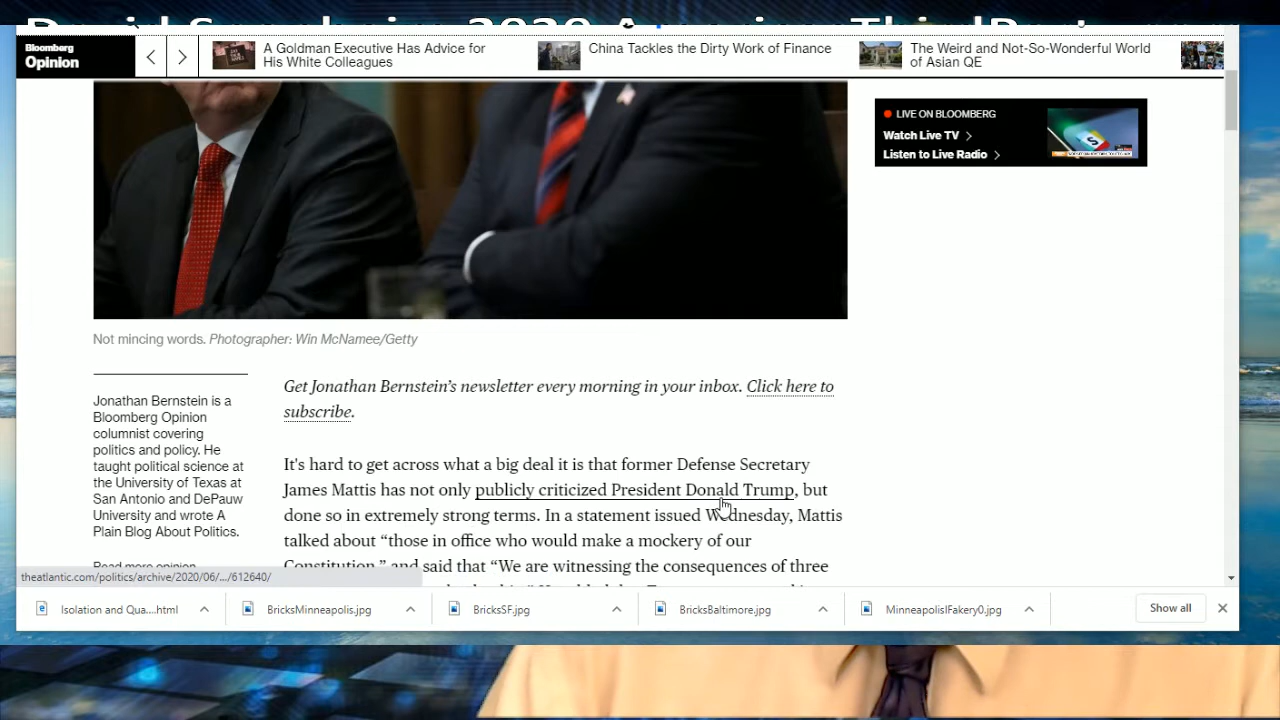 Bloomberg
Opinion
A Goldman Executive Has Advice for
His White Colleagues
China Tackles the Dirty Work of Finance
The Weird and Not-So-Wonderful World
of Asian QE
LIVE ON BLOOMBERG
Watch Live TV
Listen to Live Radio
Not mincing words. Photographer: Win McNamee/Getty
Jonathan Bernstein is a
Bloomberg Opinion
columnist covering
politics and policy. He
taught political science at
the University of Texas at
San Antonio and DePauw
University and wrote A
Plain Blog About Politics.
Read more opinion
Get Jonathan Bernstein's newsletter every morning in your inbox. Click here to
subscribe.
It's hard to get across what a big deal it is that former Defense Secretary
James Mattis has not only publicly criticized President Donald Trump, but
done so in extremely strong terms. In a statement issued Wednesday, Mattis
talked about “those in office who would make a mockery of our
Constitution,” and said that “We are witnessing the consequences of three
theatlantic.com/politics/archive/2020/06/.../612640/
Isolation and Qua....html
BricksMinneapolis.jpg
BricksSF.jpg
BricksBaltimore.jpg
MinneapolisIFakery0.jpg
Show all